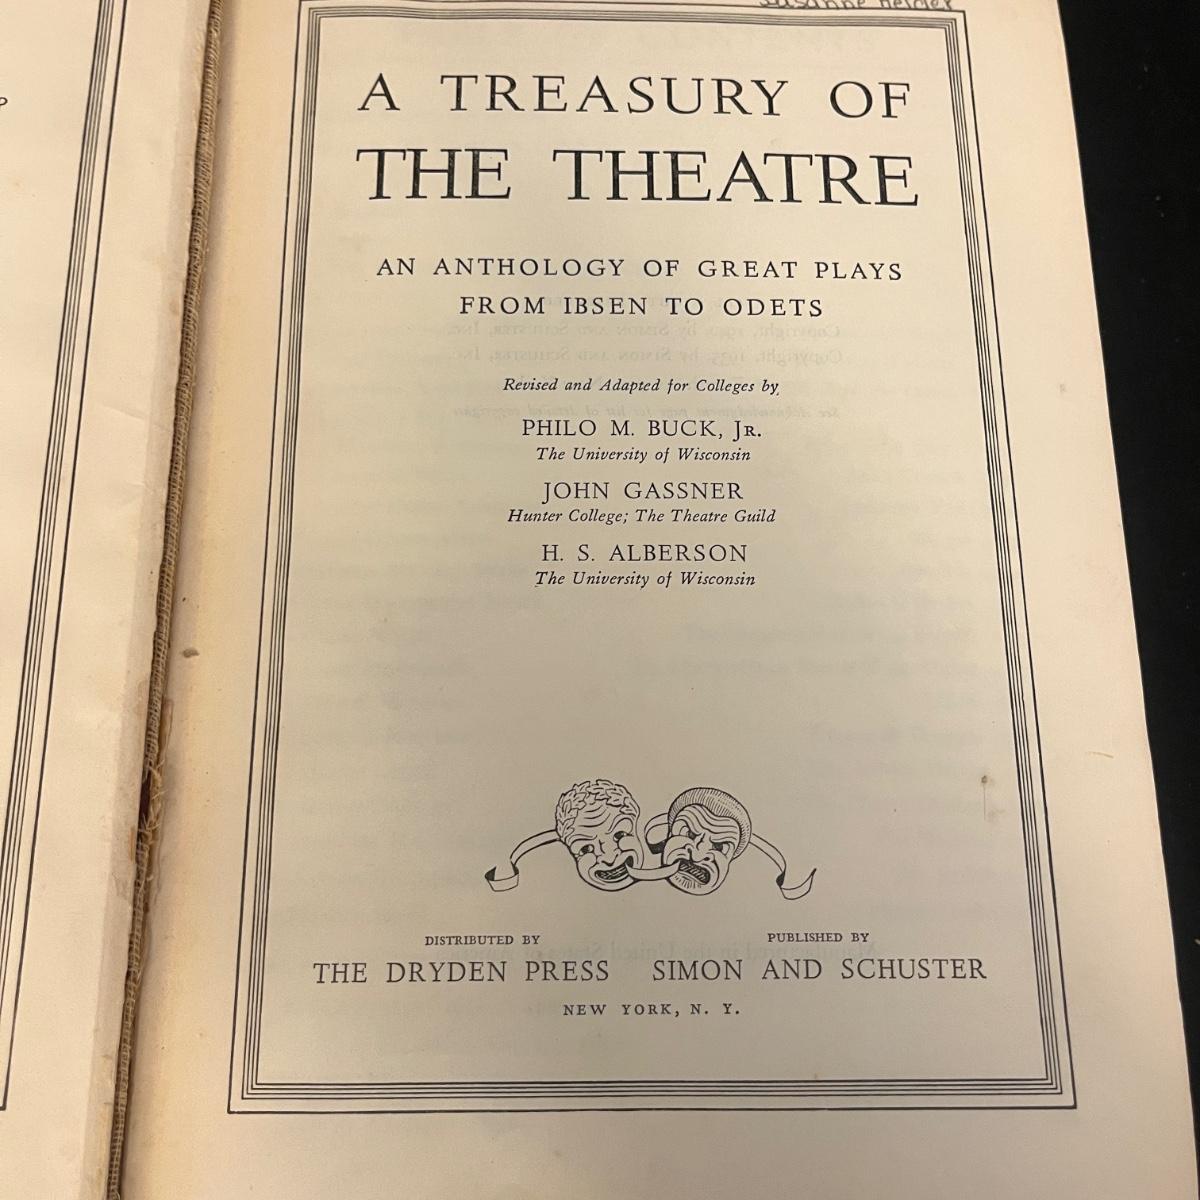 Susanne
A TREASURY OF
THE THEATRE
AN ANTHOLOGY OF GREAT PLAYS
FROM IBSEN TO ODETS
Revised and Adapted for Colleges by
PHILO M. BUCK, JR.
The University of Wisconsin
JOHN GASSNER
Hunter College; The Theatre Guild
H. S. ALBERSON
The University of Wisconsin
DISTRIBUTED BY PUBLISHED BY
THE DRYDEN PRESS SIMON AND SCHUSTER
NEW YORK, N. Y.